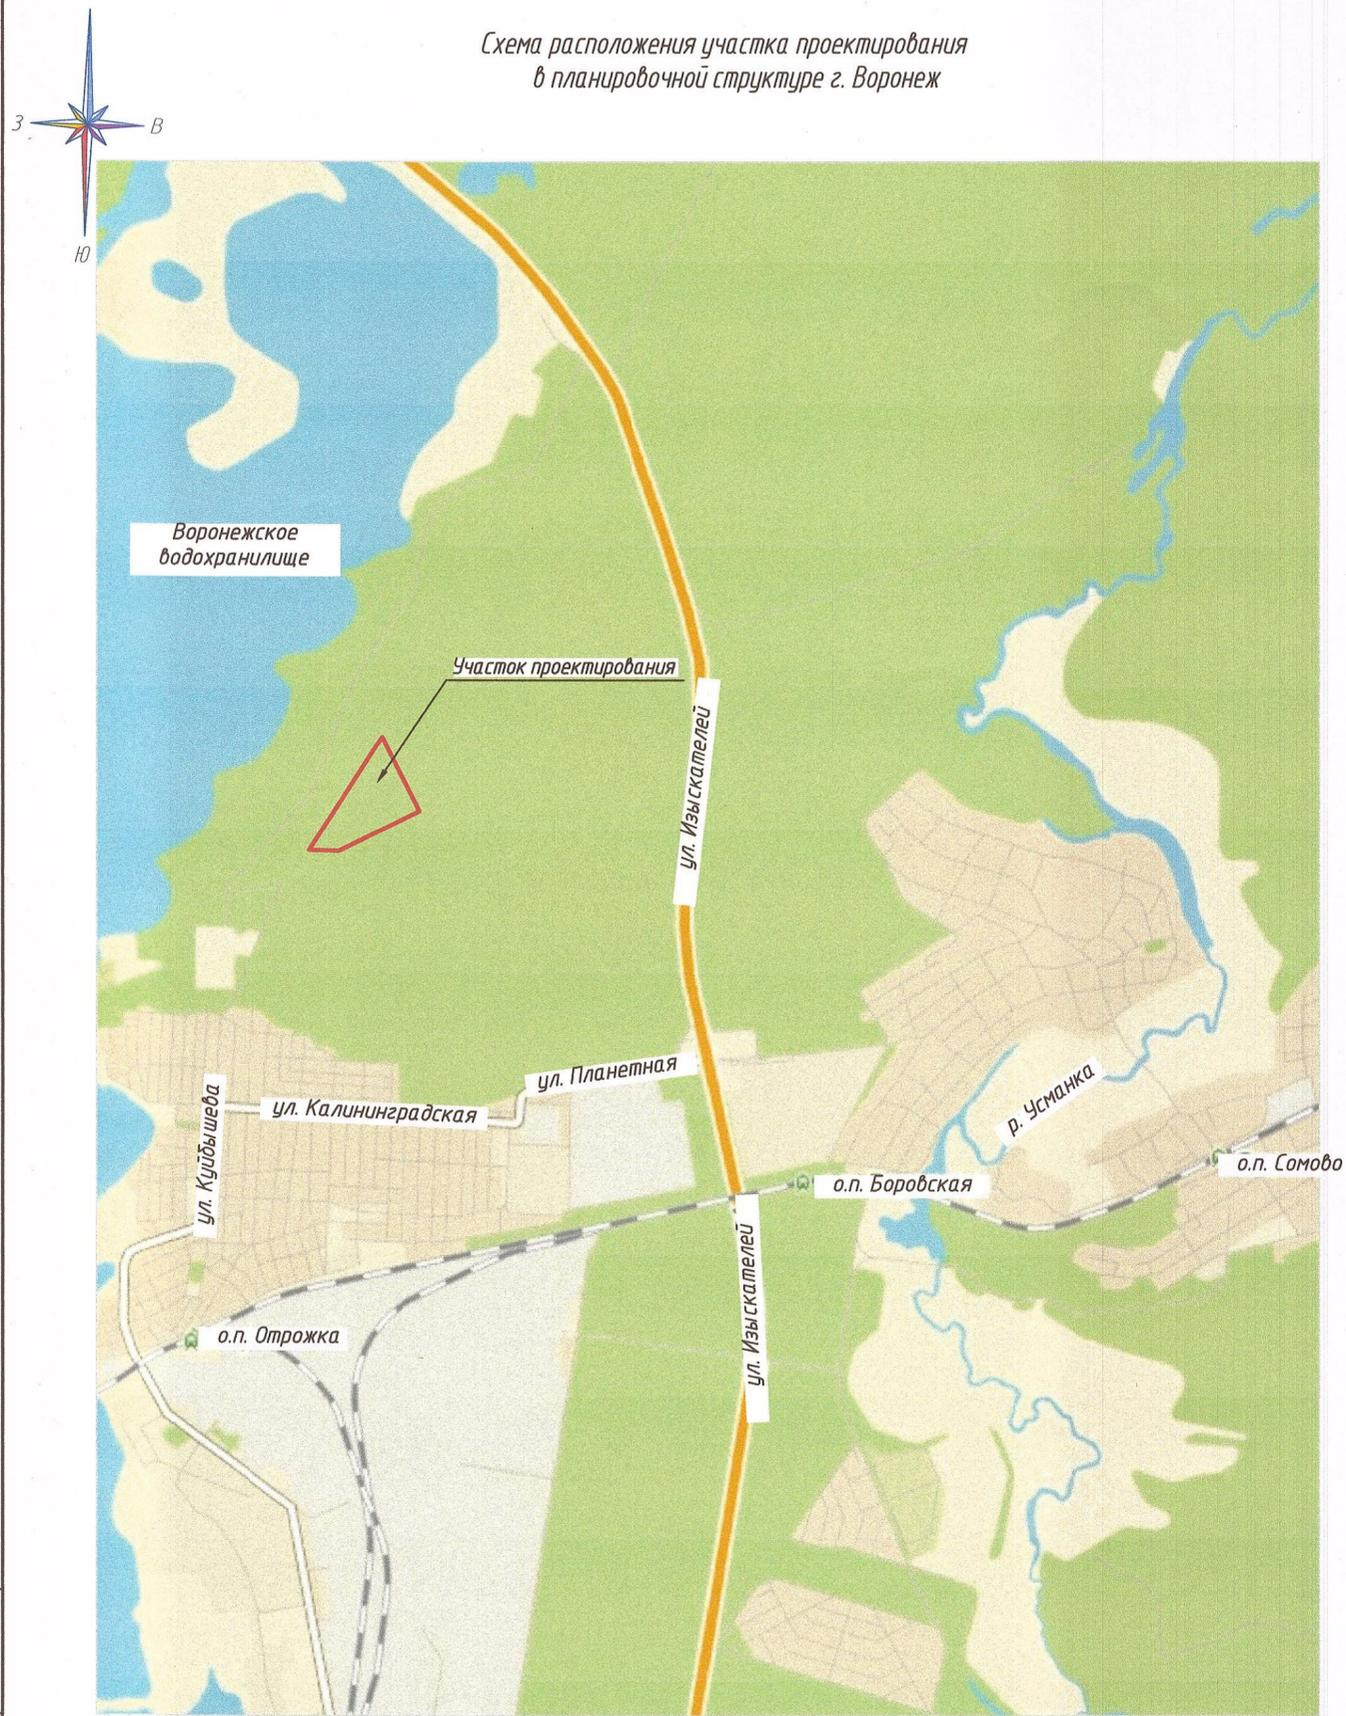 Схема расположения участка проектирования
в планировочной структуре г. Воронеж
З
В
Ю
Воронежское
водохранилище
Участок проектирования
ул. Изыскателей
ул. Планетная
ул. Калининградская
ул. Куйбышева
р. Усманка
о.п. Сомово
о.п. Боровская
ул. Изыскателей
о.п. Отрожка